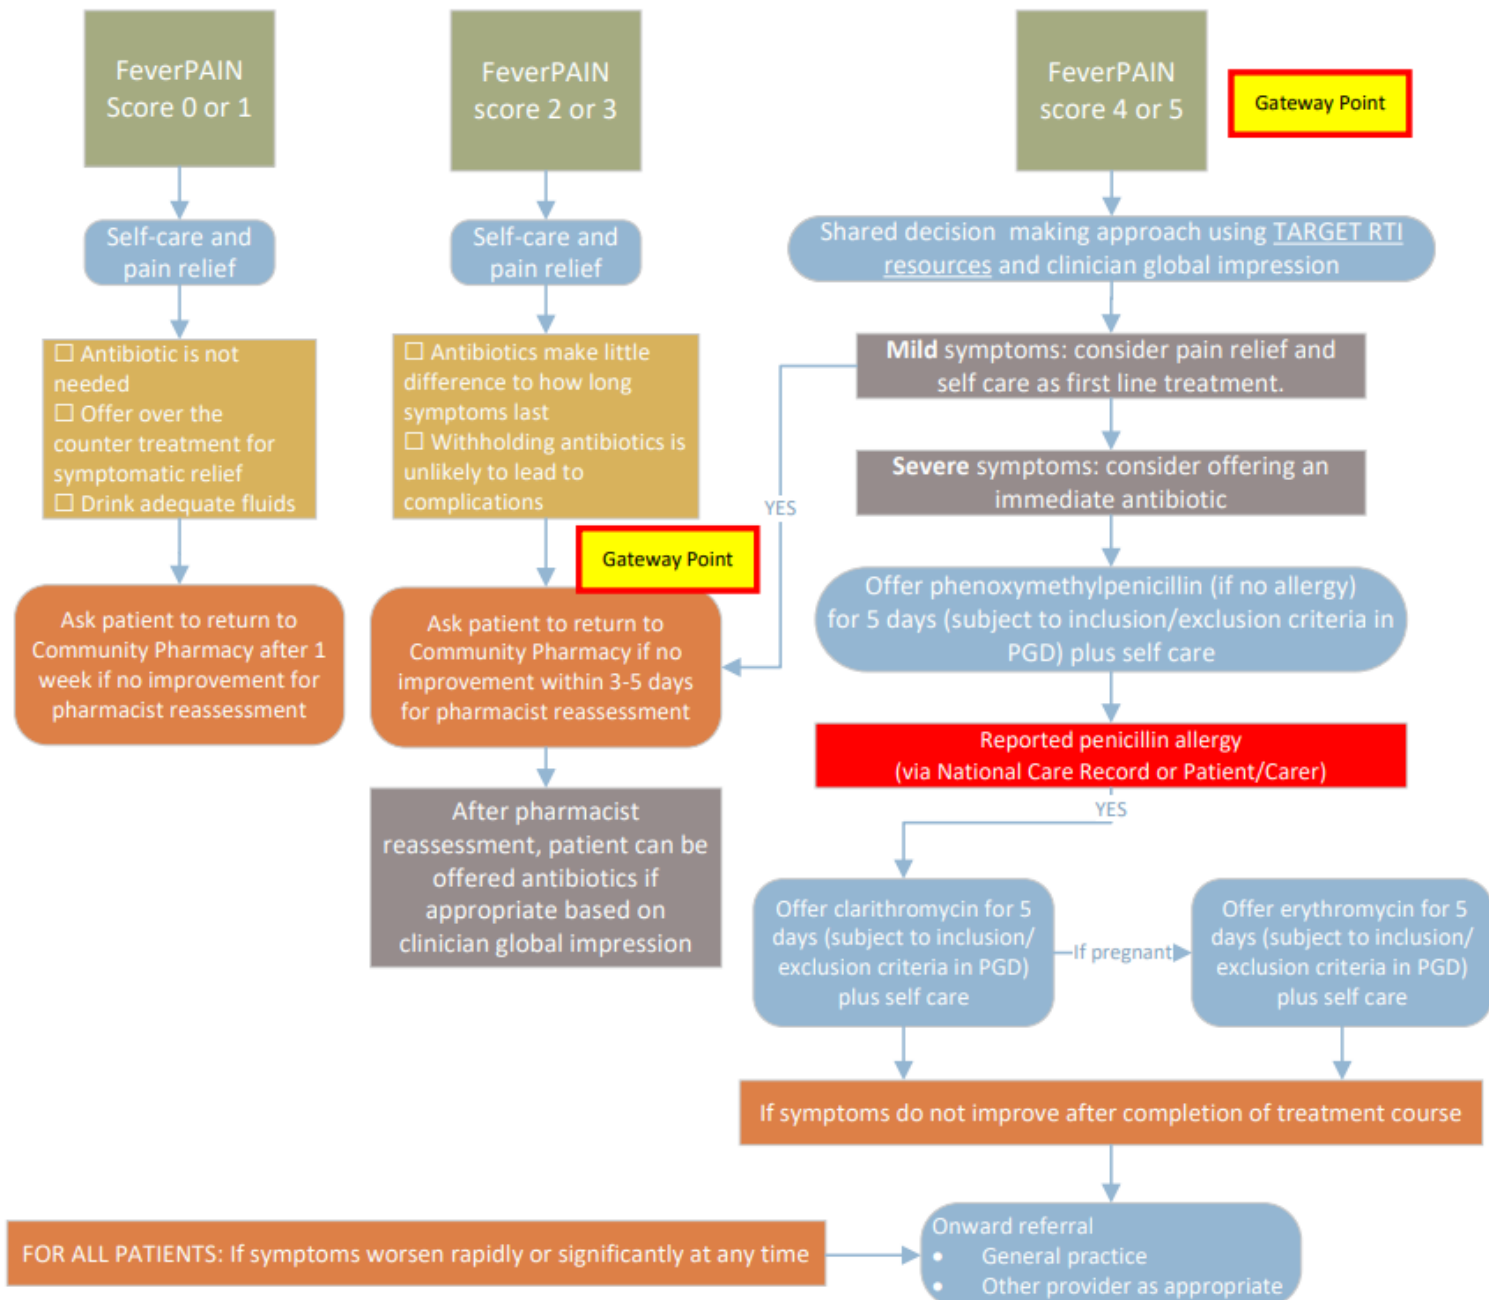 FeverPAIN
Score 0 or 1
Self-care and
pain relief
☐ Antibiotic is not
needed
☐ Offer over the
counter treatment for
symptomatic relief
☐ Drink adequate fluids
Ask patient to return to
Community Pharmacy after 1
week if no improvement for
pharmacist reassessment
FeverPAIN
score 2 or 3
Self-care and
pain relief
☐ Antibiotics make little
difference to how long
symptoms last
☐ Withholding antibiotics is
unlikely to lead to
complications
Gateway Point
Ask patient to return to
Community Pharmacy if no
improvement within 3-5 days
for pharmacist reassessment
After pharmacist
reassessment, patient can be
offered antibiotics if
appropriate based on
clinician global impression
FeverPAIN
score 4 or 5
Gateway Point
Shared decision making approach using TARGET RTI
resources and clinician global impression
Mild symptoms: consider pain relief and
self care as first line treatment.
YES
Severe symptoms: consider offering an
immediate antibiotic
Offer phenoxymethylpenicillin (if no allergy)
for 5 days (subject to inclusion/exclusion criteria in
PGD) plus self care
Reported penicillin allergy
(via National Care Record or Patient/Carer)
YES
Offer clarithromycin for 5
days (subject to inclusion/
exclusion criteria in PGD)
plus self care
If pregnant
Offer erythromycin for 5
days (subject to inclusion/
exclusion criteria in PGD)
plus self care
If symptoms do not improve after completion of treatment course
FOR ALL PATIENTS: If symptoms worsen rapidly or significantly at any time
Onward referral
• General practice
• Other provider as appropriate